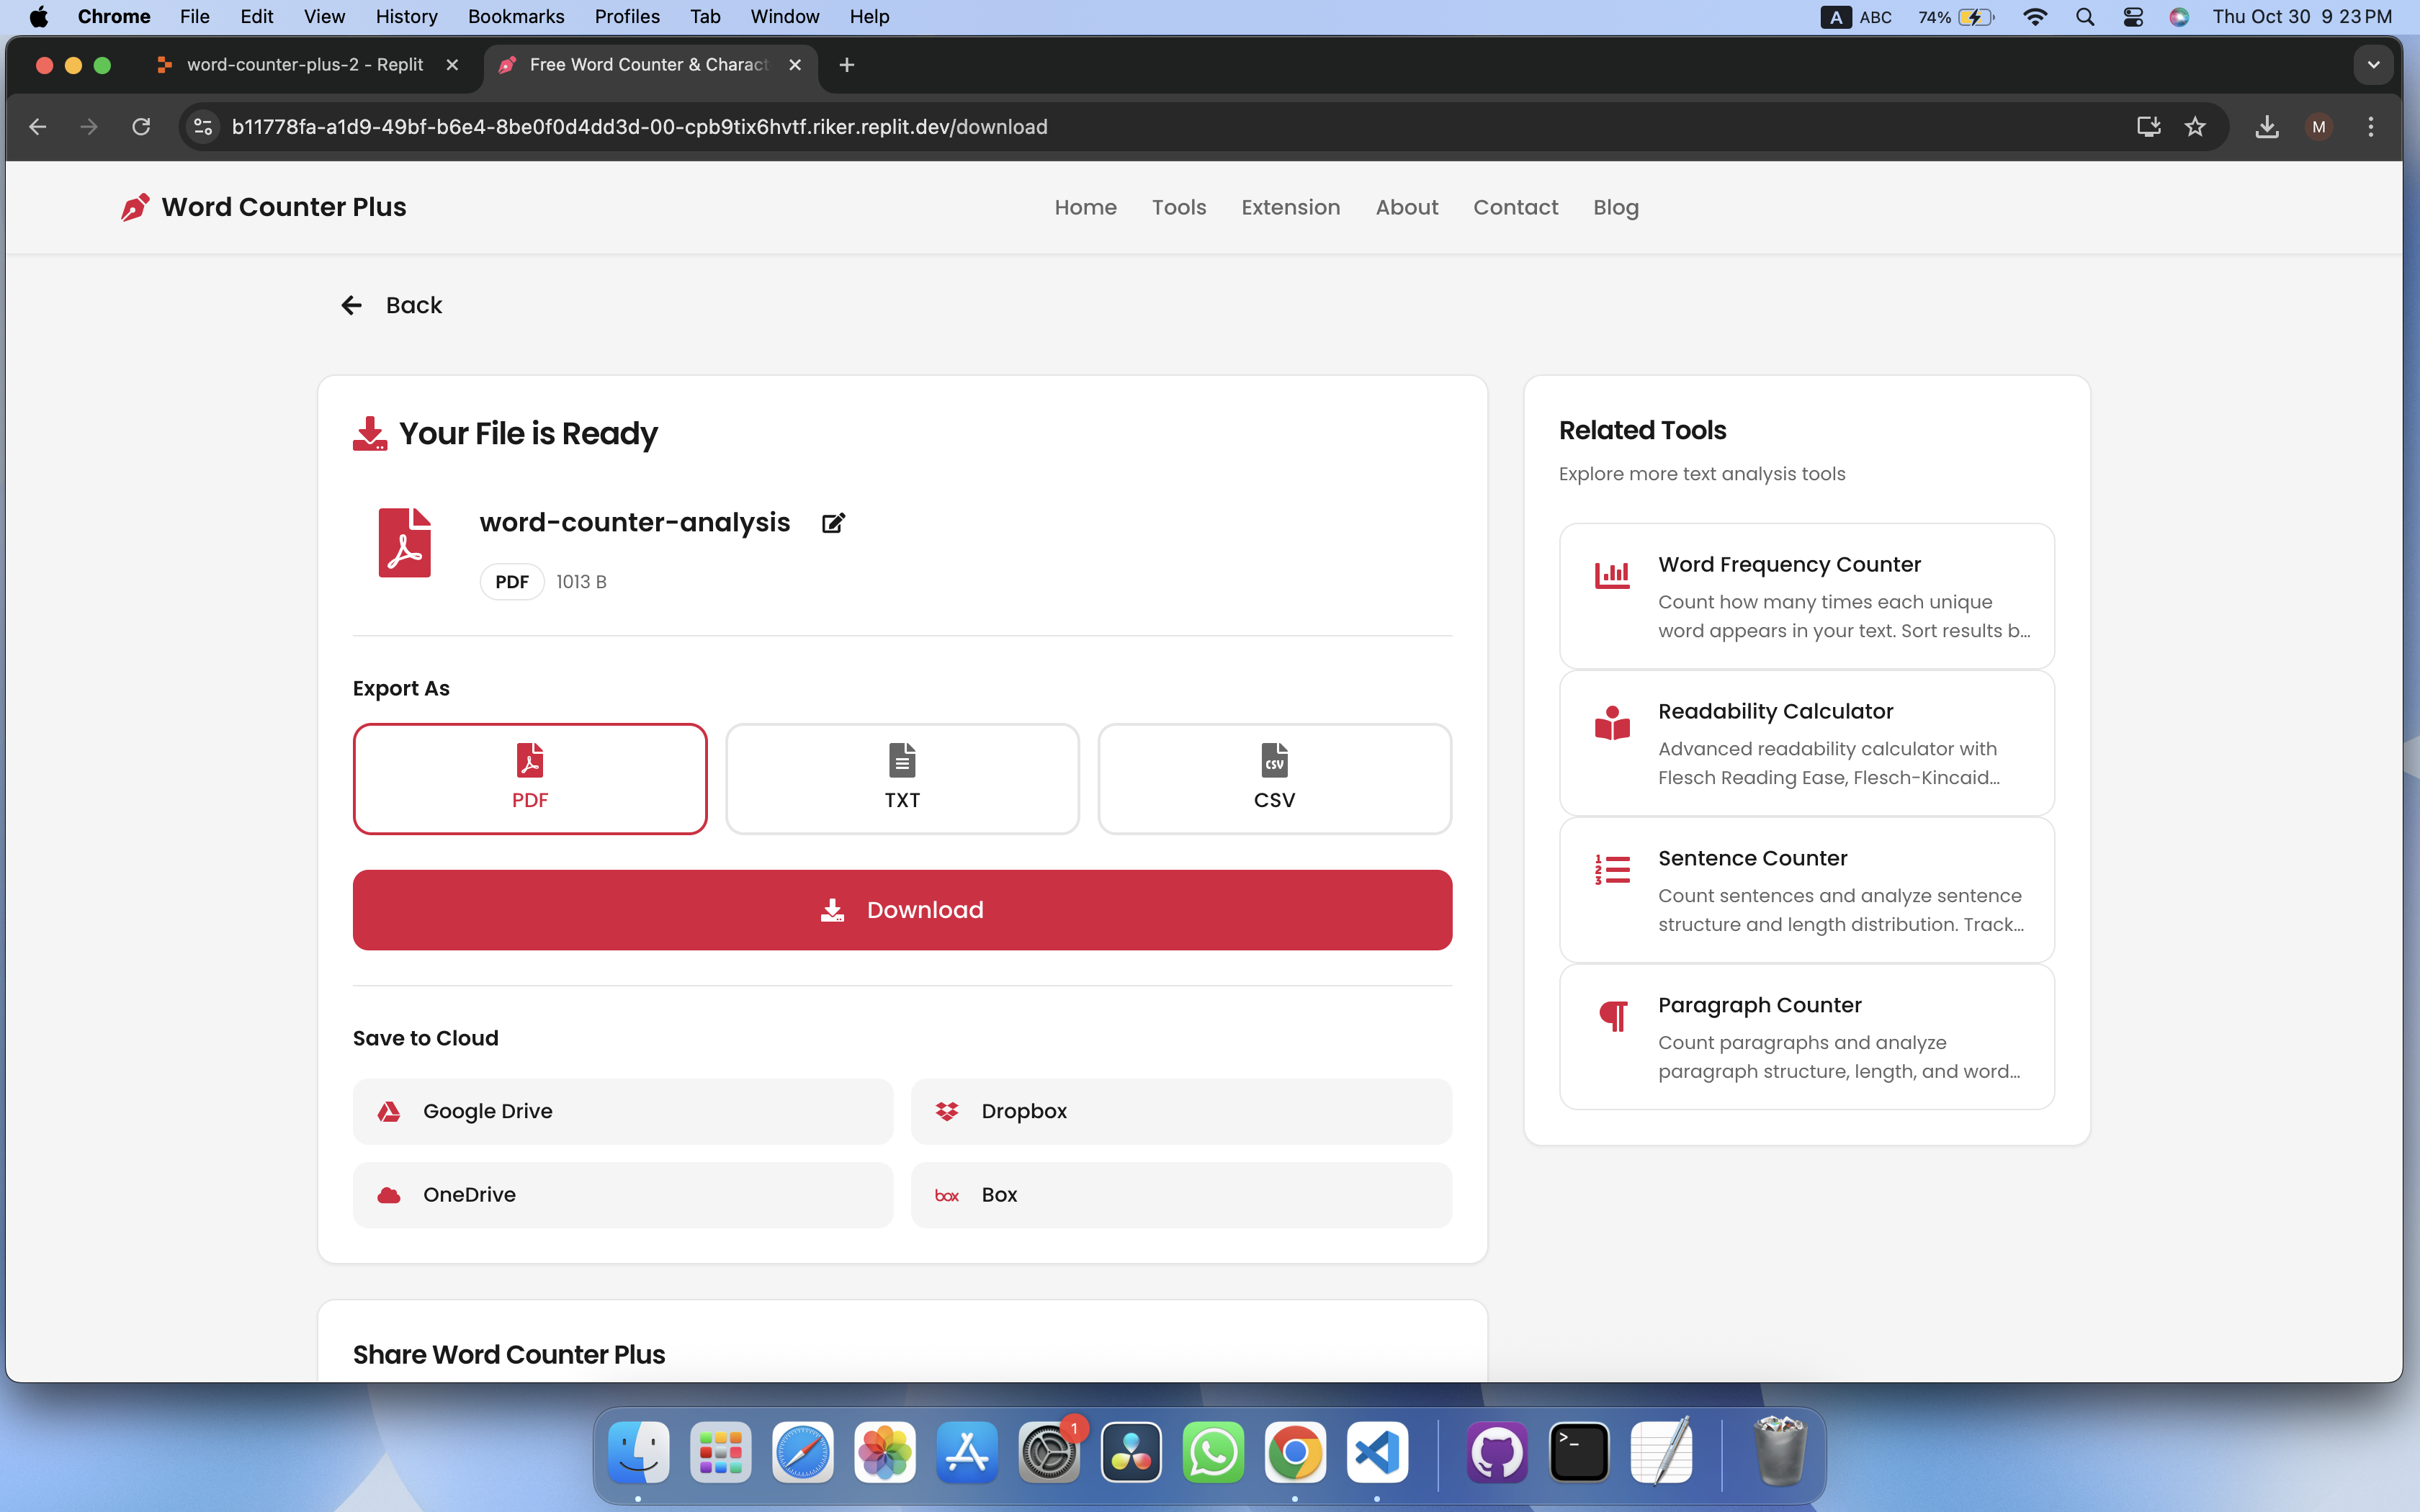 Chrome File Edit View History Bookmarks Profiles Tab Window Help A ABC 74% Thu Oct 30 9 23 PM
word-counter-plus-2 - Replit Free Word Counter & Charact
b11778fa-a1d9-49bf-b6e4-8be0f0d4dd3d-00-cpb9tix6hvtf.riker.replit.dev/download M
Word Counter Plus Home Tools Extension About Contact Blog
Back
Your File is Ready
word-counter-analysis
PDF 1013 B
Export As
PDF TXT CSV
CSV
Download
Save to Cloud
Google Drive Dropbox
OneDrive box Box
Share Word Counter Plus
Related Tools
Explore more text analysis tools
Word Frequency Counter
Count how many times each unique
word appears in your text. Sort results b...
Readability Calculator
Advanced readability calculator with
Flesch Reading Ease, Flesch-Kincaid...
1
2
3
Sentence Counter
Count sentences and analyze sentence
structure and length distribution. Track...
Paragraph Counter
Count paragraphs and analyze
paragraph structure, length, and word...
1
>_